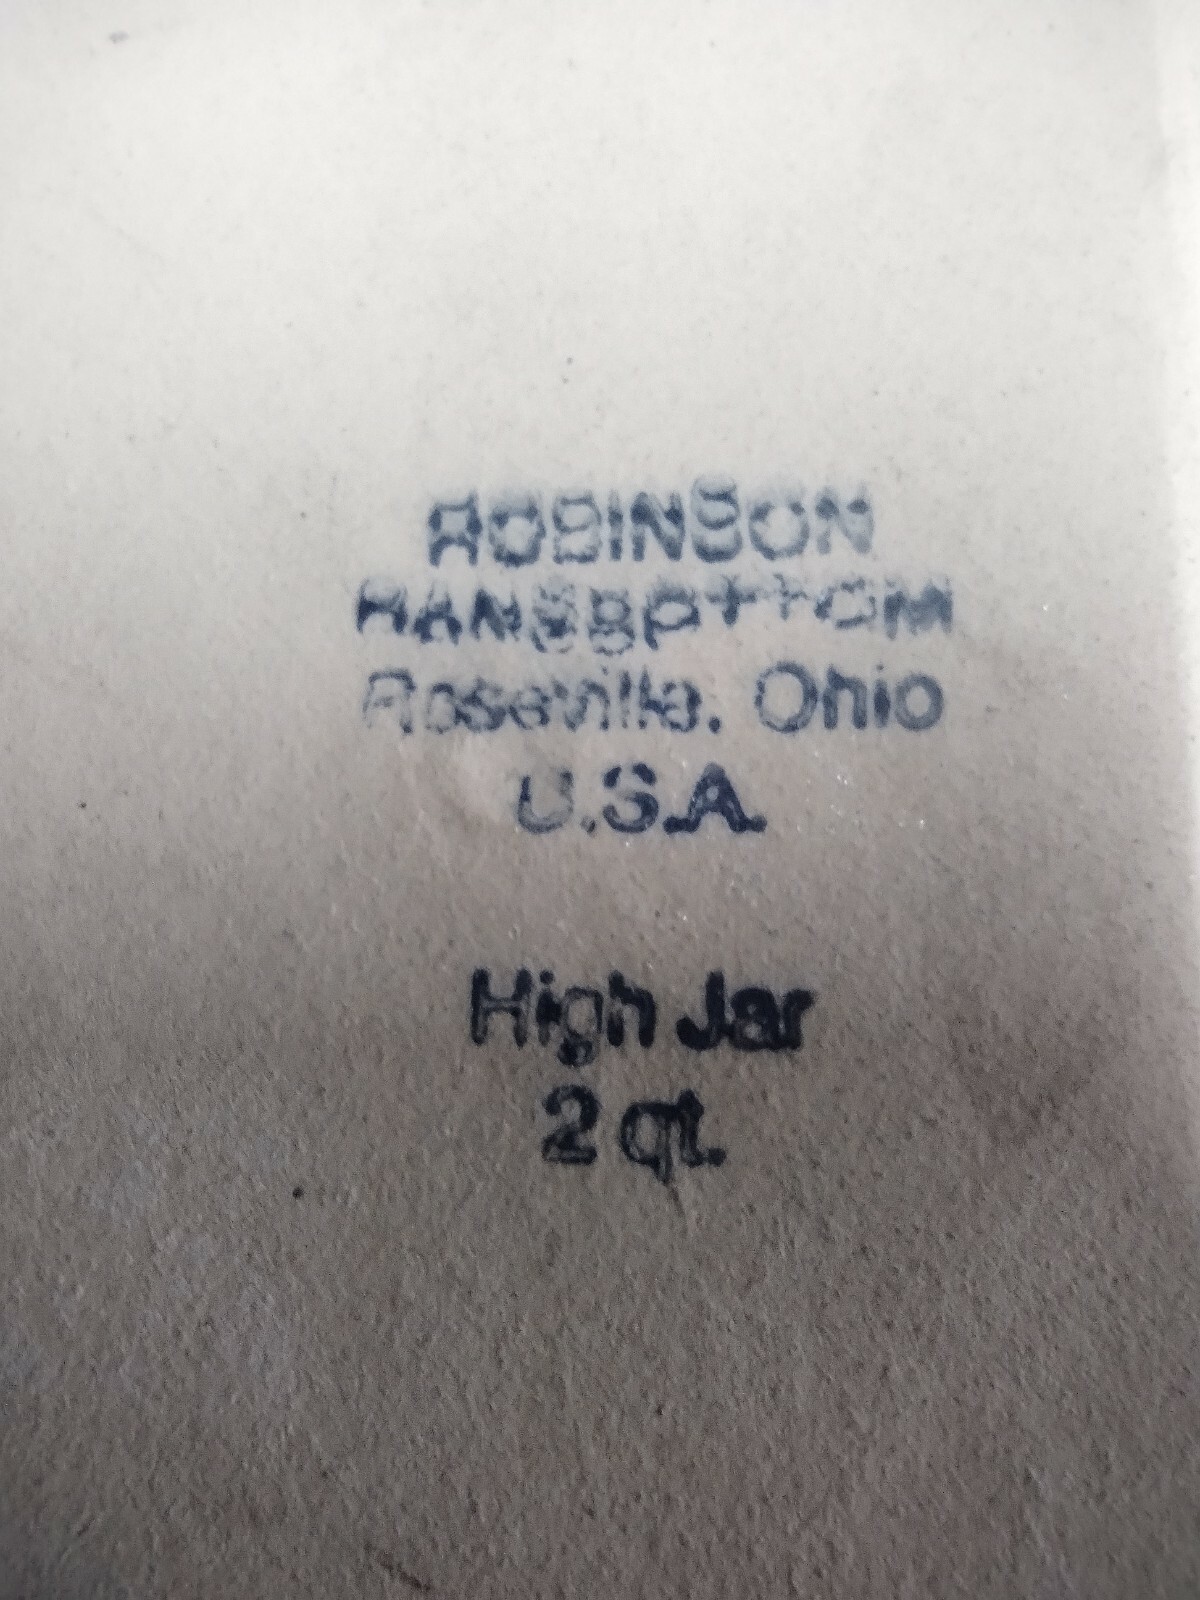 ROBINSON
RANSBOTTOM
Roseville, Ohio
U.S.A.
High Jar
2 qt.